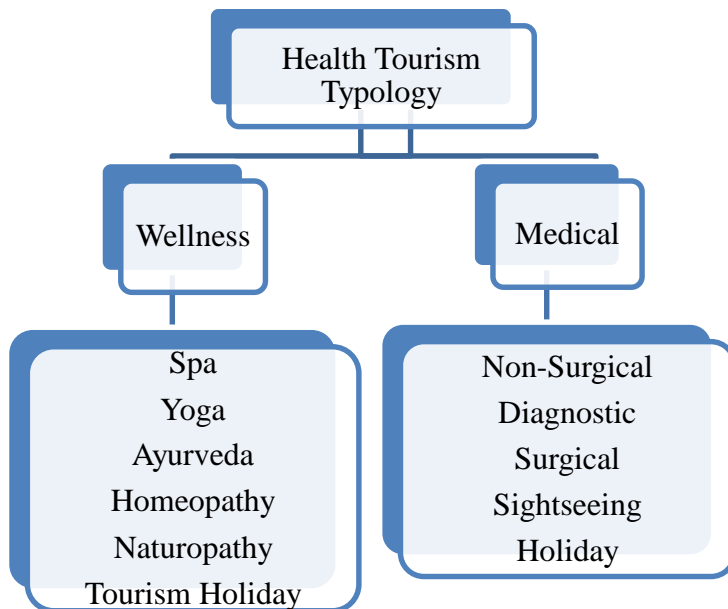 Health Tourism
Typology
Wellness
Medical
Spa
Yoga
Ayurveda
Homeopathy
Naturopathy
Tourism Holiday
Non-Surgical
Diagnostic
Surgical
Sightseeing
Holiday